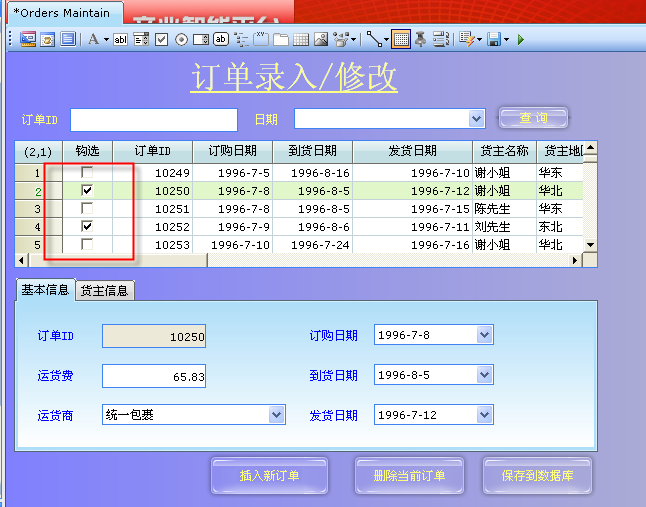 *Orders Maintain
商业智能平台
A abl ab
订单录入/修改
订单ID 日期 查 询
(2,1) 钩选 订单ID 订购日期 到货日期 发货日期 货主名称 货主地
1 10249 1996-7-5 1996-8-16 1996-7-10 谢小姐 华东
2 10250 1996-7-8 1996-8-5 1996-7-12 谢小姐 华北
3 10251 1996-7-8 1996-8-5 1996-7-15 陈先生 华东
4 10252 1996-7-9 1996-8-6 1996-7-11 刘先生 东北
5 10253 1996-7-10 1996-7-24 1996-7-16 谢小姐 华北
基本信息 货主信息
订单ID 10250 订购日期 1996-7-8
运货费 65.83 到货日期 1996-8-5
运货商 统一包裹 发货日期 1996-7-12
插入新订单 删除当前订单 保存到数据库